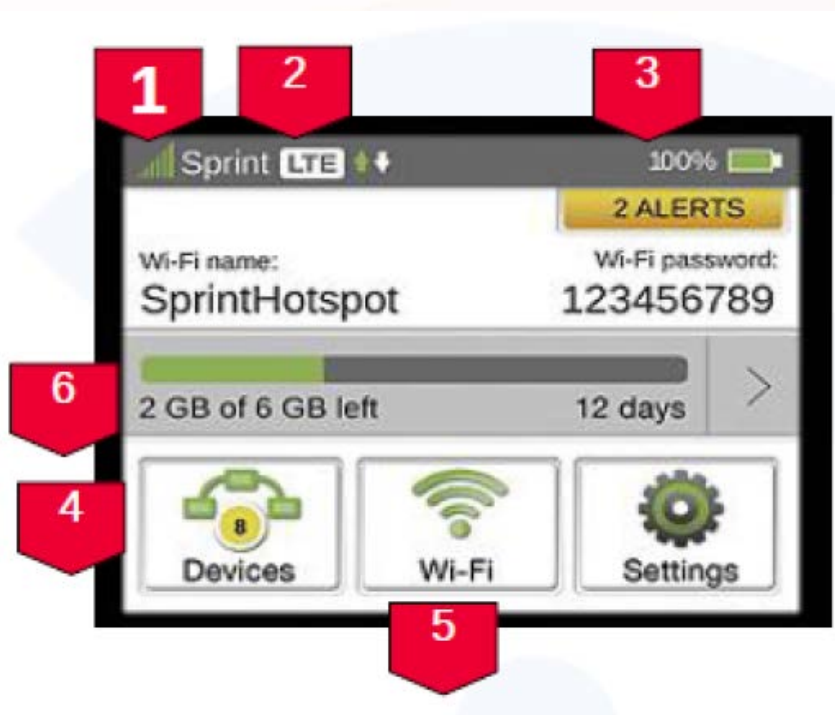 1
2
3
Sprint LTE 100%
2 ALERTS
Wi-Fi name: Wi-Fi password:
SprintHotspot 123456789
6
2 GB of 6 GB left 12 days >
4
8
Devices Wi-Fi Settings
5